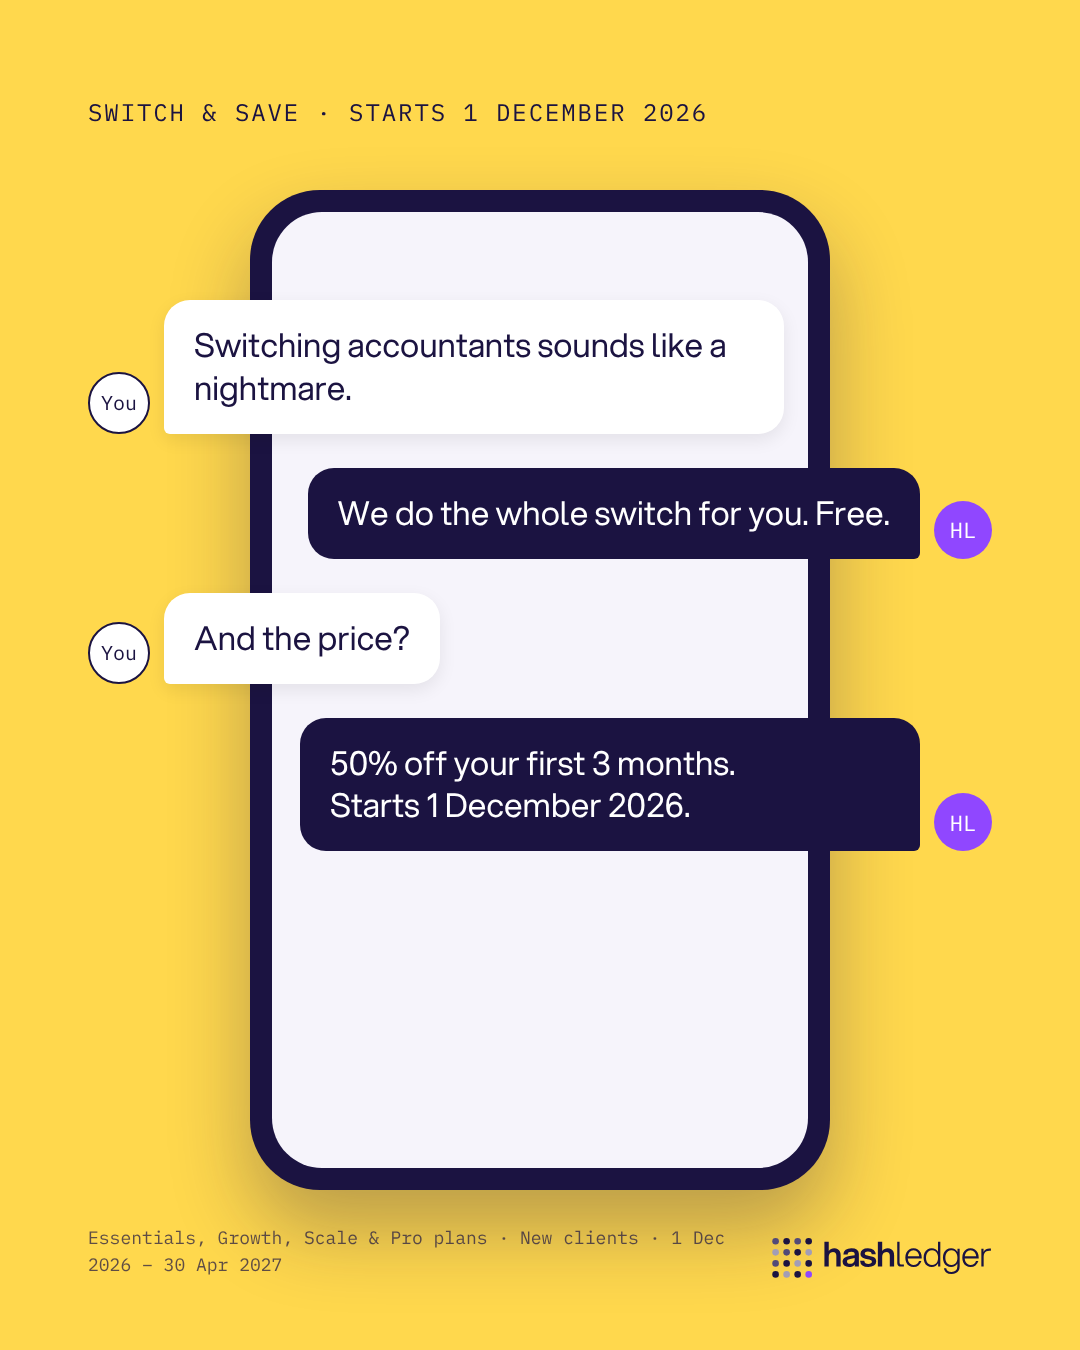 SWITCH & SAVE · STARTS 1 DECEMBER 2026
Switching accountants sounds like a
nightmare.
You
We do the whole switch for you. Free.
HL
And the price?
You
50% off your first 3 months.
Starts 1 December 2026.
HL
Essentials, Growth, Scale & Pro plans · New clients · 1 Dec
2026 – 30 Apr 2027
hashledger